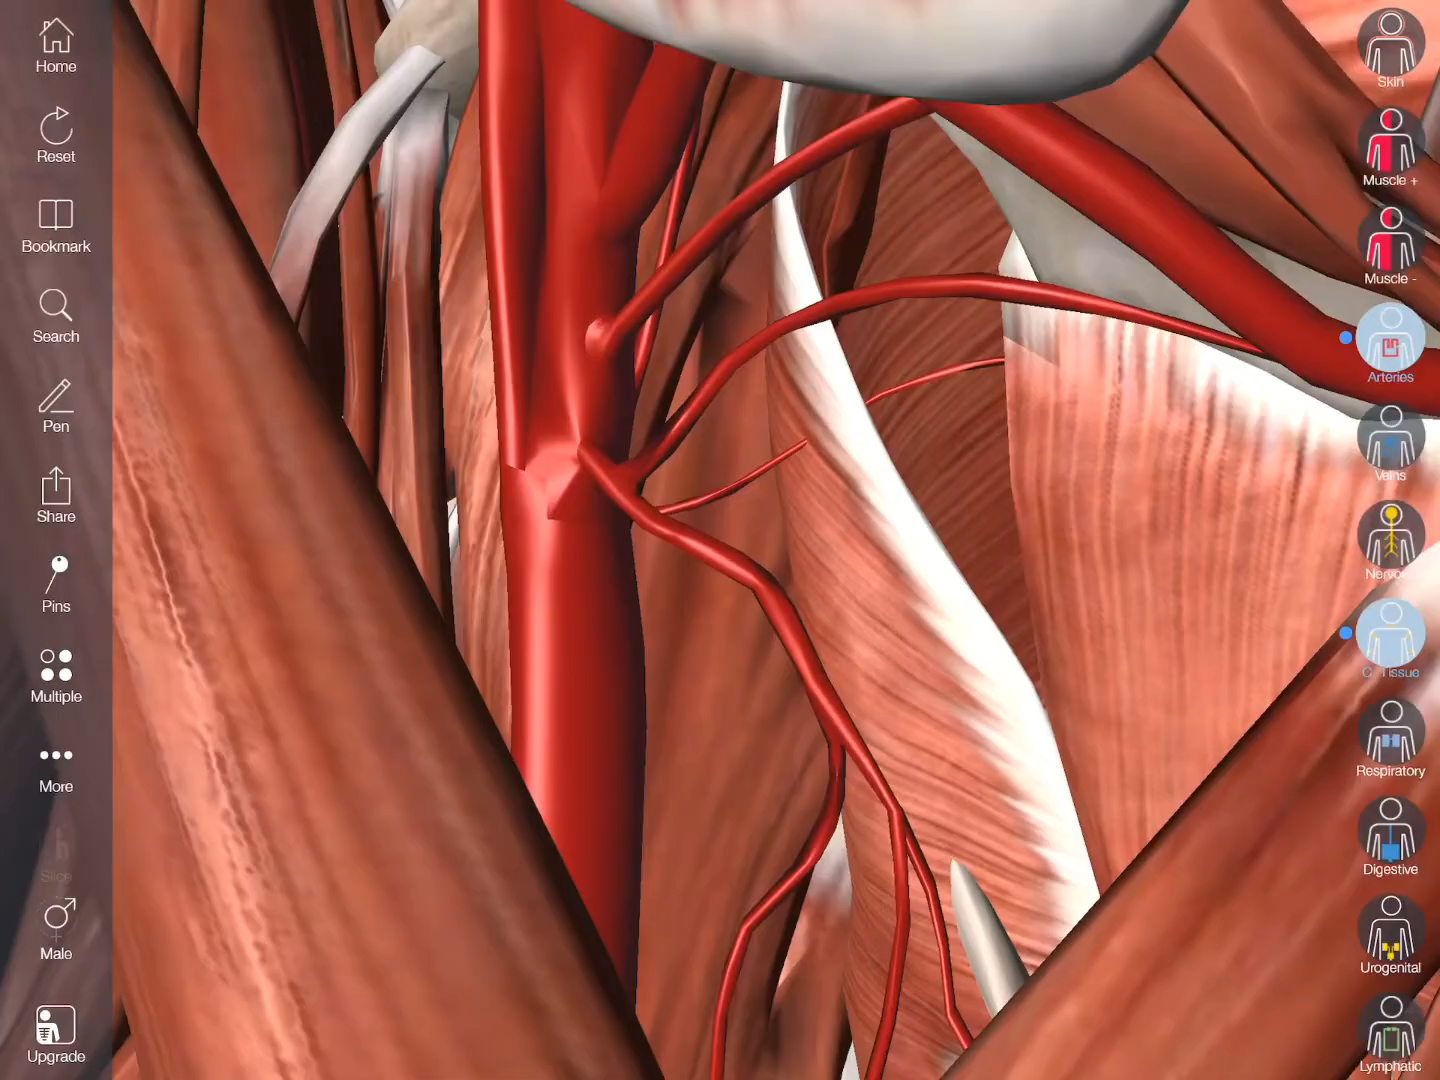 Home
Reset
Bookmark
Search
Pen
Share
Pins
Multiple
More
Slice
Male
Upgrade
Skin
Muscle +
Muscle -
Arteries
Veins
Respiratory
Digestive
Urogenital
Lymphatic